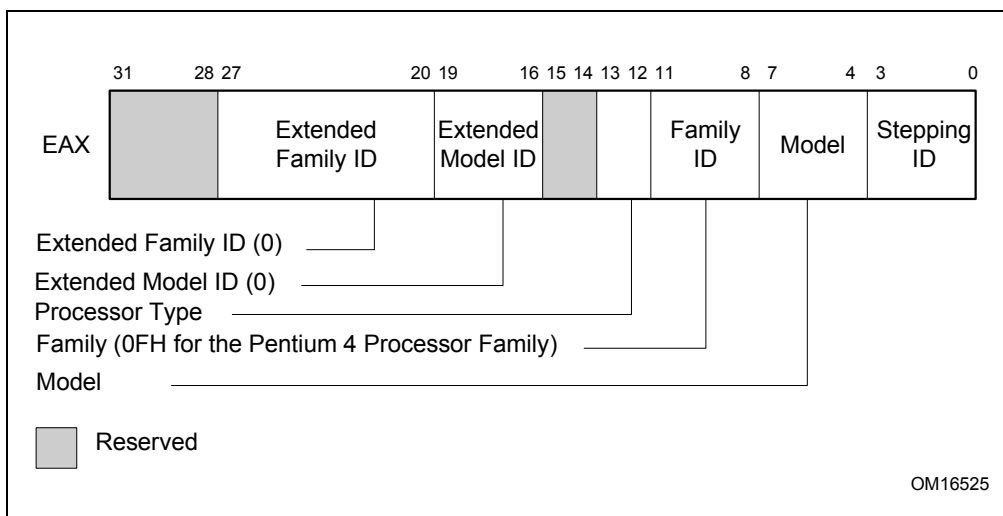 31 28 27 20 19 16 15 14 13 12 11 8 7 4 3 0
EAX
Extended Family ID
Extended Model ID
Family ID
Model
Stepping ID
Extended Family ID (0)
Extended Model ID (0)
Processor Type
Family (0FH for the Pentium 4 Processor Family)
Model
Reserved
OM16525